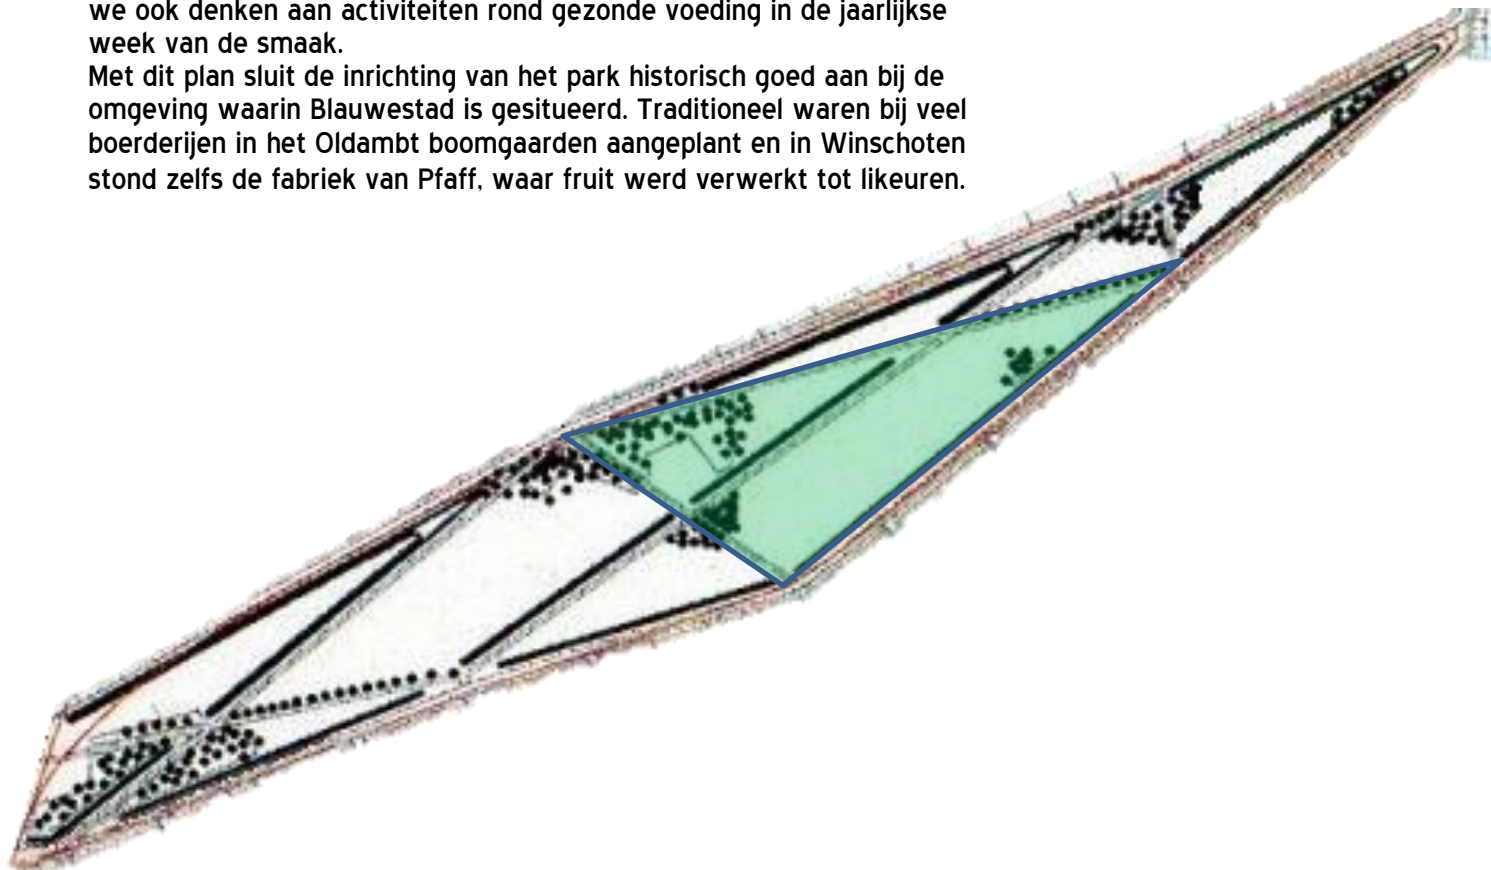 we ook denken aan activiteiten rond gezonde voeding in de jaarlijkse
week van de smaak.
Met dit plan sluit de inrichting van het park historisch goed aan bij de
omgeving waarin Blauwestad is gesitueerd. Traditioneel waren bij veel
boerderijen in het Oldambt boomgaarden aangeplant en in Winschoten
stond zelfs de fabriek van Pfaff, waar fruit werd verwerkt tot likeuren.